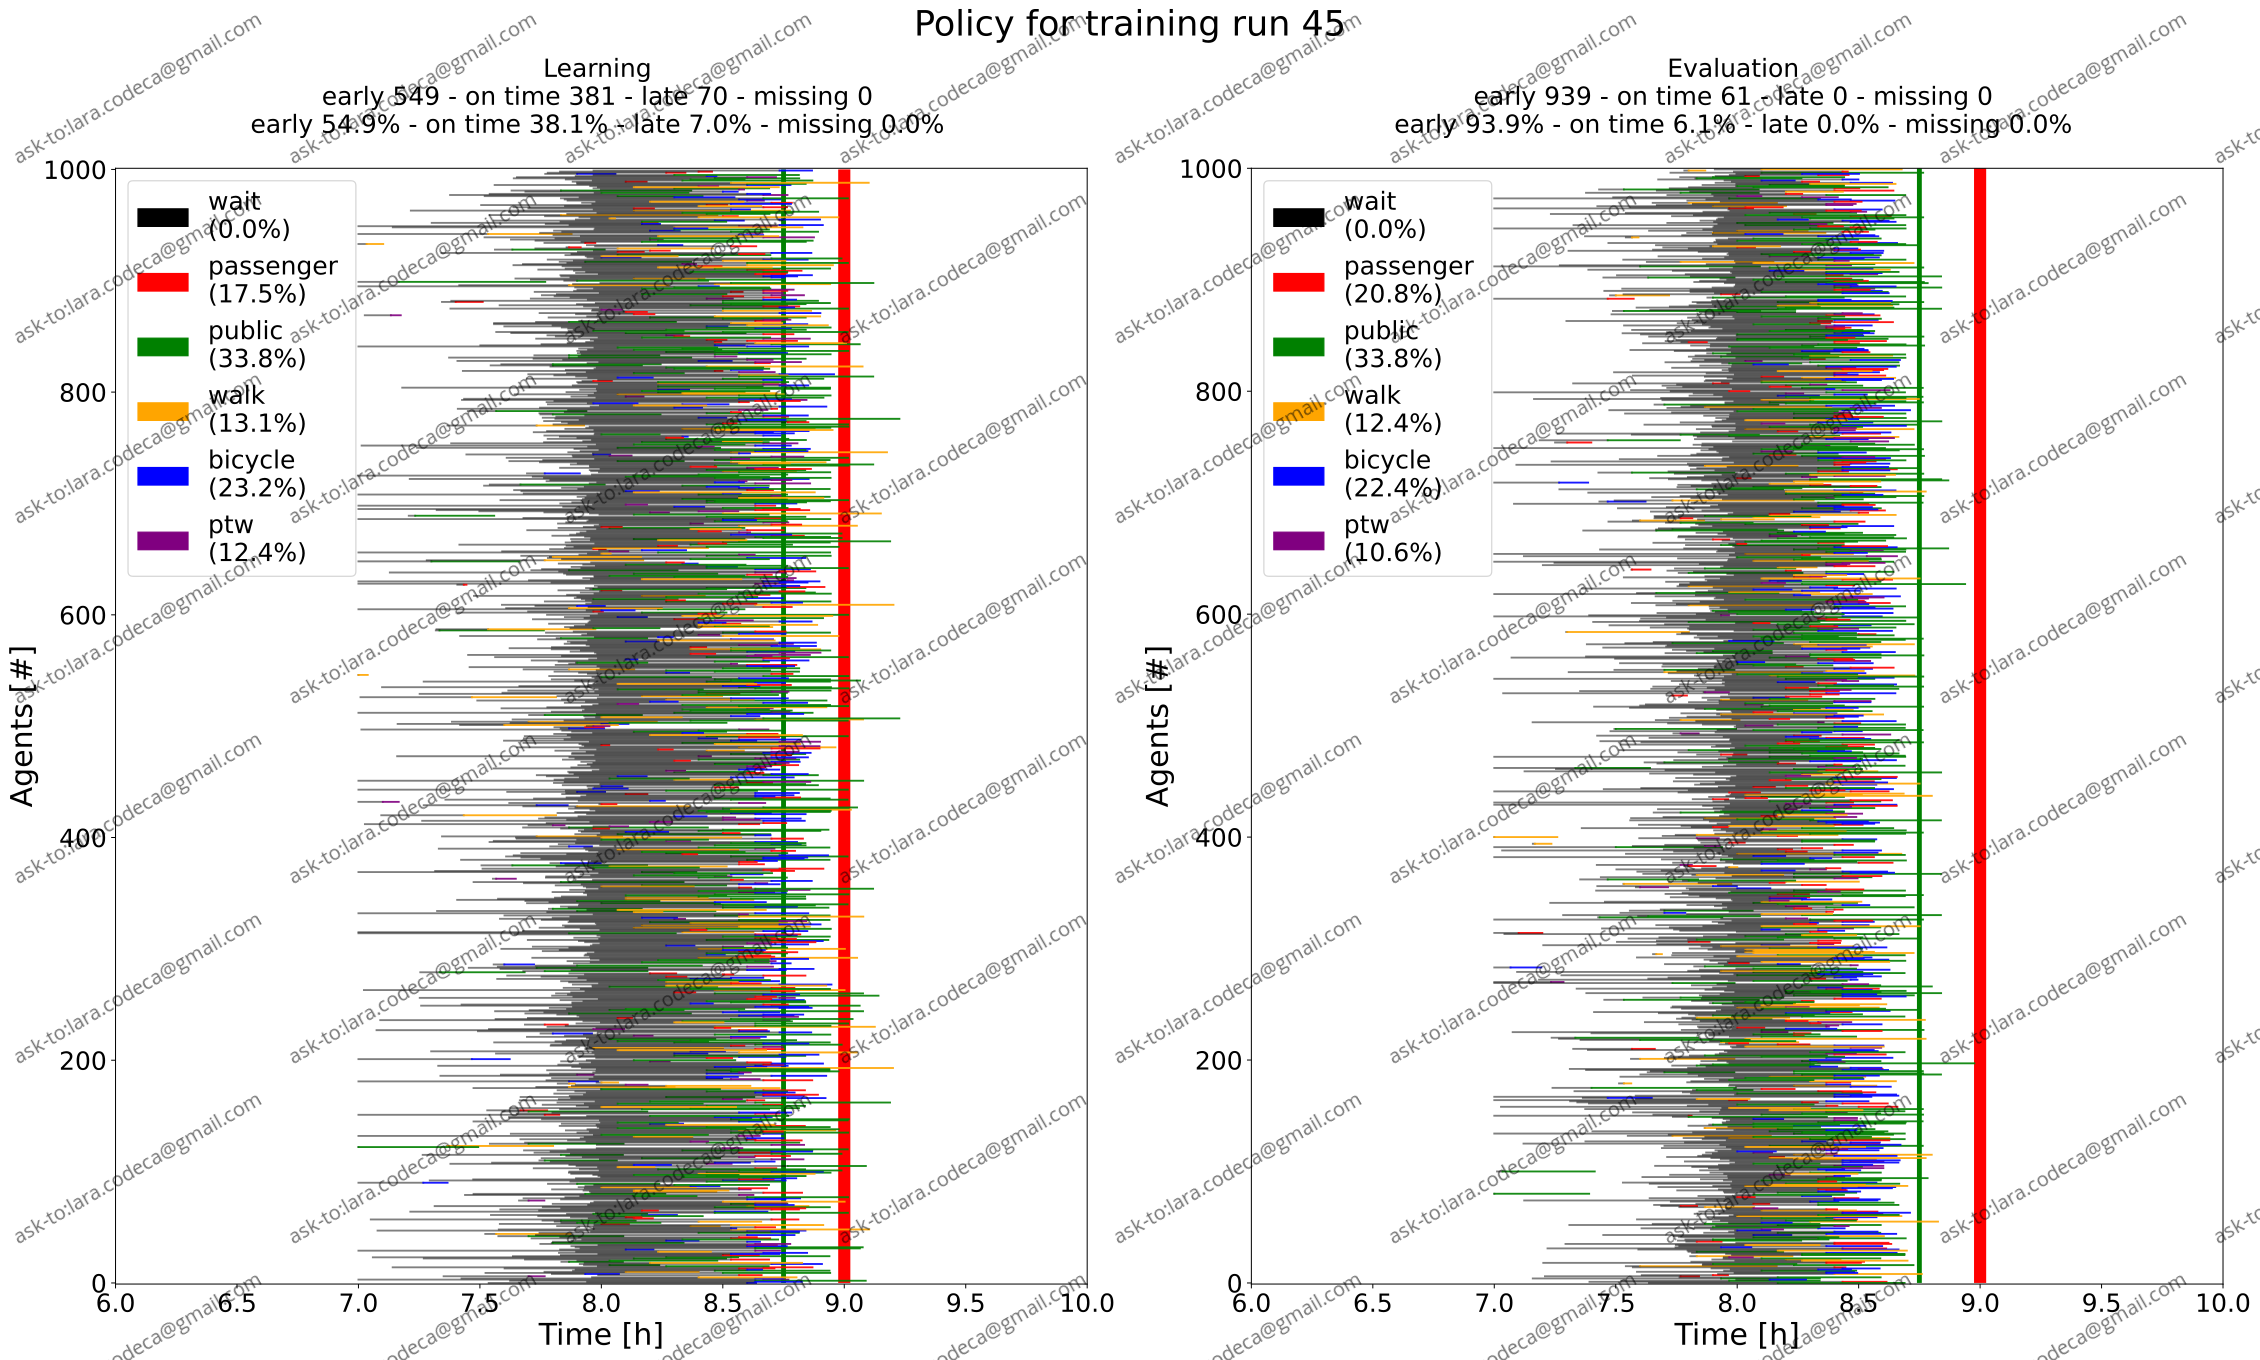 Policy for training run 45
Learning
early 549 - on time 381 - late 70 - missing 0
early 54.9% - on time 38.1% - late 7.0% - missing 0.0%
1000
800
600
400
200
0
Agents [#]
wait
(0.0%)
passenger
(17.5%)
public
(33.8%)
walk
(13.1%)
bicycle
(23.2%)
ptw
(12.4%)
6.0 6.5 7.0 7.5 8.0 8.5 9.0 9.5 10.0
Time [h]
Evaluation
early 939 - on time 61 - late 0 - missing 0
early 93.9% - on time 6.1% - late 0.0% - missing 0.0%
1000
800
600
400
200
0
Agents [#]
wait
(0.0%)
passenger
(20.8%)
public
(33.8%)
walk
(12.4%)
bicycle
(22.4%)
ptw
(10.6%)
6.0 6.5 7.0 7.5 8.0 8.5 9.0 9.5 10.0
Time [h]
ask-to:lara.codeca@gmail.com